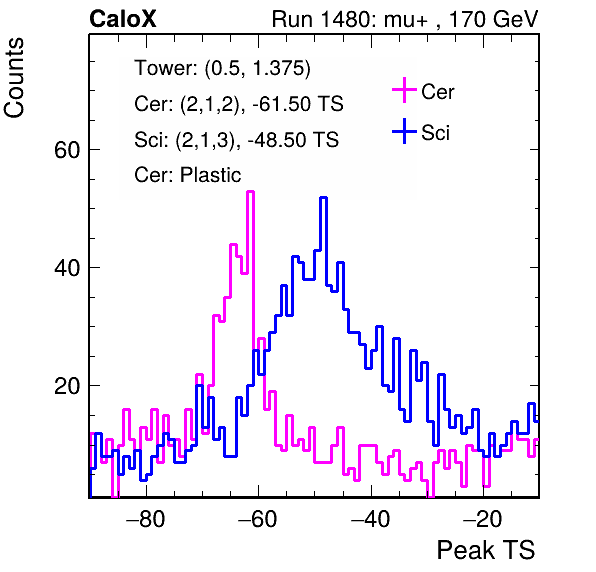 CaloX Run 1480: mu+ , 170 GeV
Counts
Tower: (0.5, 1.375)
Cer: (2,1,2), -61.50 TS
Sci: (2,1,3), -48.50 TS
Cer: Plastic
Cer
Sci
60
40
20
−80 −60 −40 −20
Peak TS